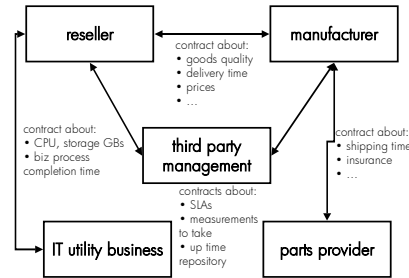 reseller
manufacturer
contract about:
• goods quality
• delivery time
• prices
• ...
contract about:
• CPU, storage GBs
• biz process
completion time
third party
management
contract about:
• shipping time
• insurance
• ...
contracts about:
• SLAs
• measurements
to take
• up time
repository
IT utility business
parts provider